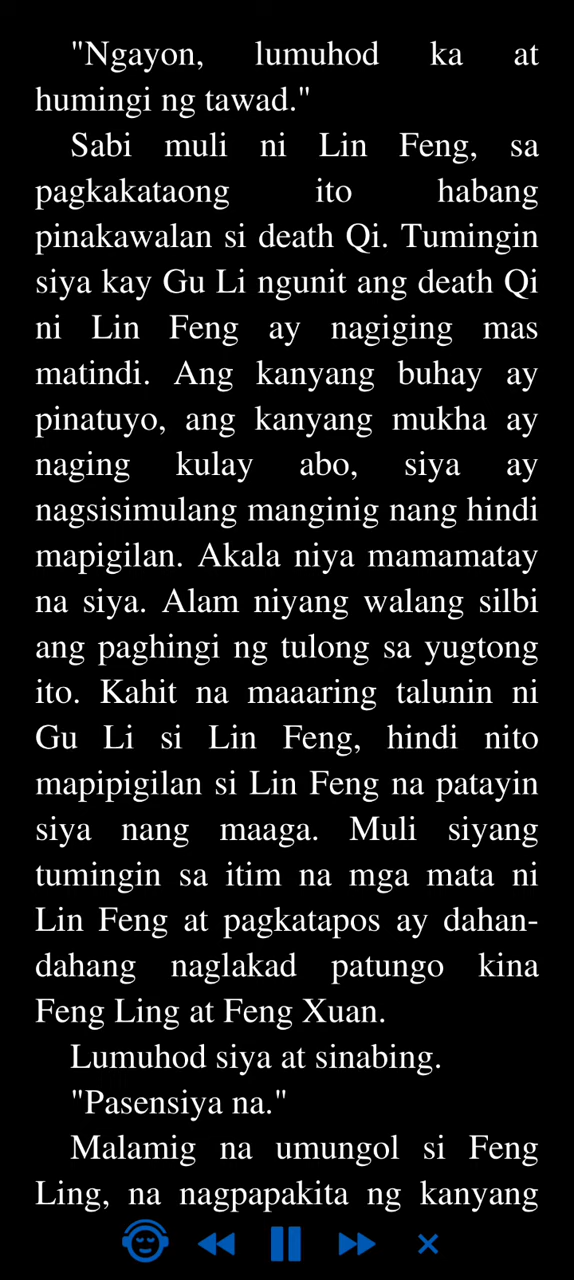 "Ngayon, lumuhod ka at
humingi ng tawad."
Sabi muli ni Lin Feng, sa
pagkakataong ito habang
pinakawalan si death Qi. Tumingin
siya kay Gu Li ngunit ang death Qi
ni Lin Feng ay nagiging mas
matindi. Ang kanyang buhay ay
pinatuyo, ang kanyang mukha ay
naging kulay abo, siya ay
nagsisimulang manginig nang hindi
mapigilan. Akala niya mamamatay
na siya. Alam niyang walang silbi
ang paghingi ng tulong sa yugtong
ito. Kahit na maaaring talunin ni
Gu Li si Lin Feng, hindi nito
mapipigilan si Lin Feng na patayin
siya nang maaga. Muli siyang
tumingin sa itim na mga mata ni
Lin Feng at pagkatapos ay dahan-
dahang naglakad patungo kina
Feng Ling at Feng Xuan.
Lumuhod siya at sinabing.
"Pasensiya na."
Malamig na umungol si Feng
Ling, na nagpapakita ng kanyang